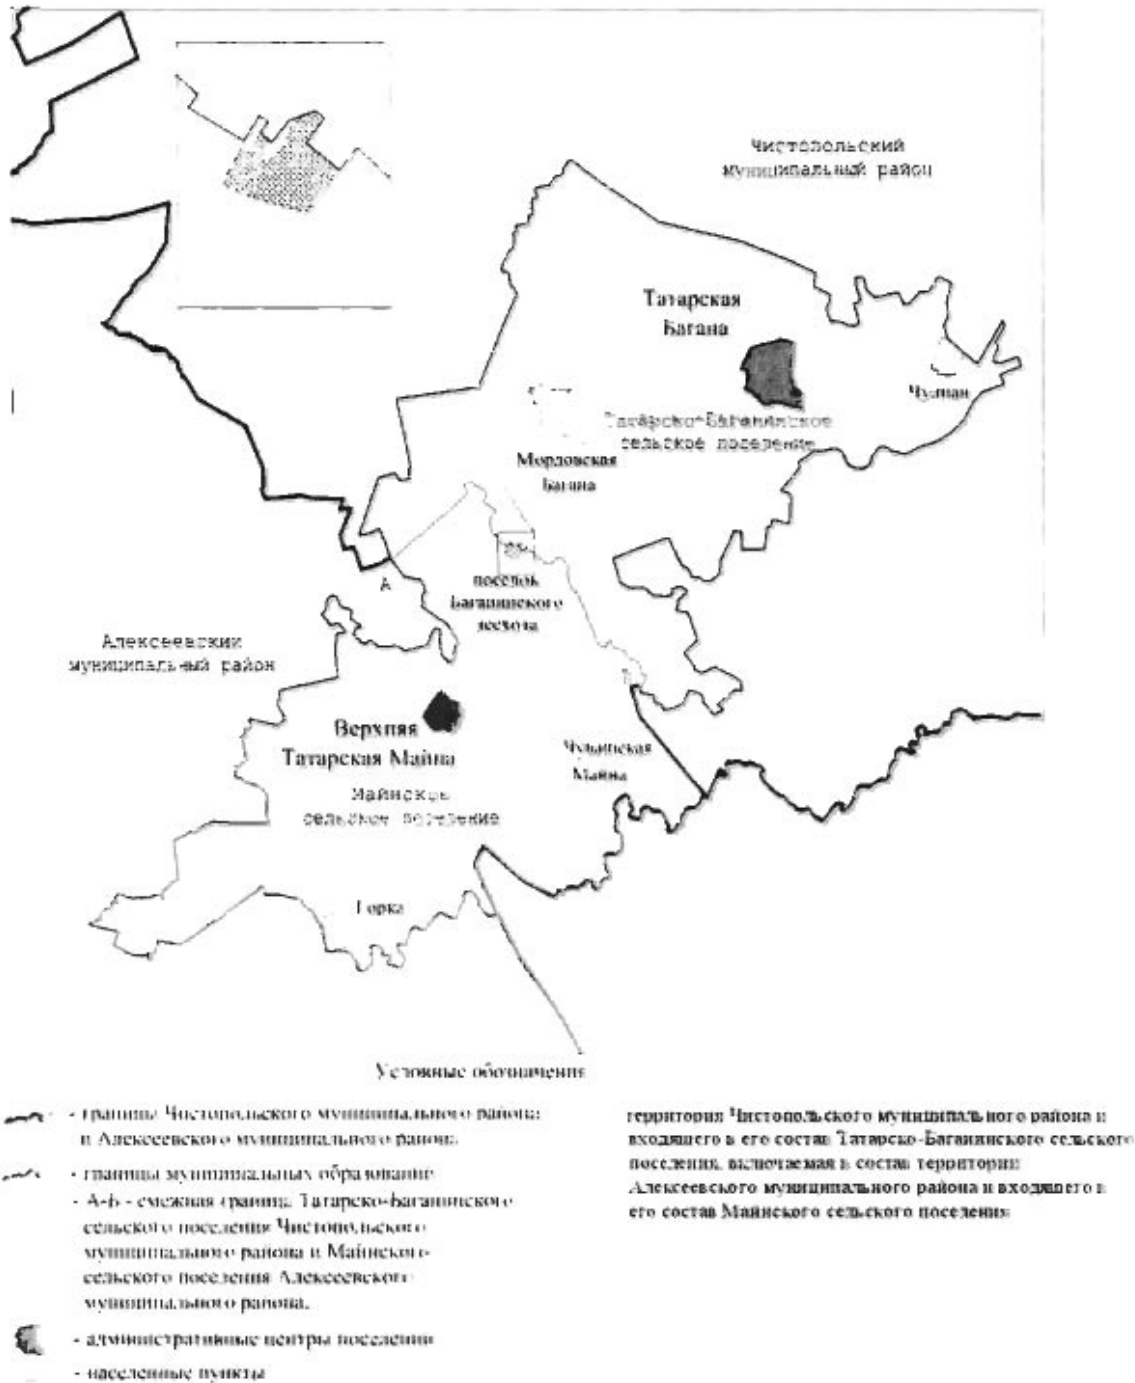 Чистопольский
муниципальный район
Татарская
Багана
Чулпан
Татарско-Баганинское
сельское поселение
Мордовская
Багана
А
поселок
Баганинского
лесхоза
Алексеевский
муниципальный район
Б
Верхняя
Татарская Майна
Чувашская
Майна
Майнское
сельское поселение
Горка
Условные обозначения
- границы Чистопольского муниципального района
и Алексеевского муниципального района
- границы муниципальных образование
- А-Б - смежная граница Татарско-Баганинского
сельского поселения Чистопольского
муниципального района и Майнского
сельского поселения Алексеевского
муниципального района.
- административные центры поселений
- населенные пункты
территория Чистопольского муниципального района и
входящего в его состав Татарско-Баганинского сельского
поселения, включаемая в состав территории
Алексеевского муниципального района и входящего в
его состав Майнского сельского поселения